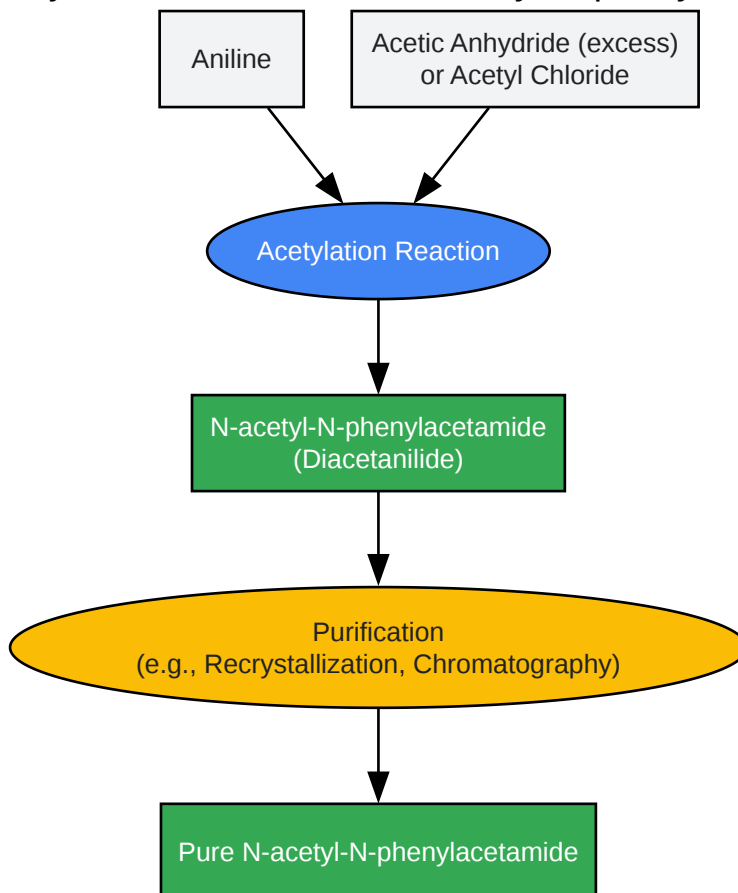 Aniline
Acetic Anhydride (excess)
or Acetyl Chloride
Acetylation Reaction
N-acetyl-N-phenylacetamide
(Diacetanilide)
Purification
(e.g., Recrystallization, Chromatography)
Pure N-acetyl-N-phenylacetamide